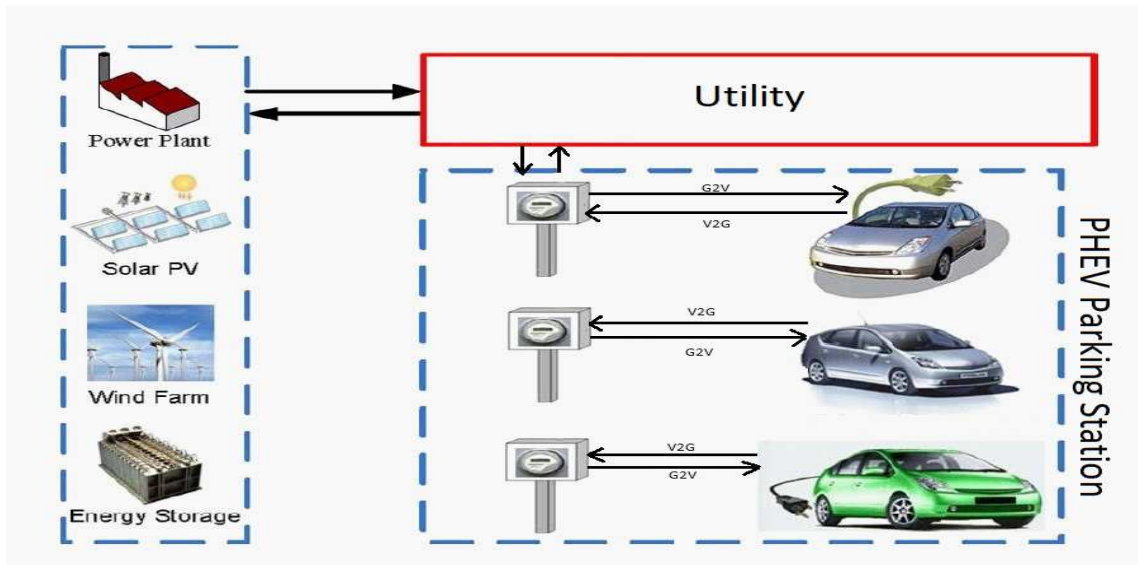 Power Plant
Solar PV
Wind Farm
Energy Storage
Utility
G2V
V2G
V2G
G2V
V2G
G2V
PHEV Parking Station